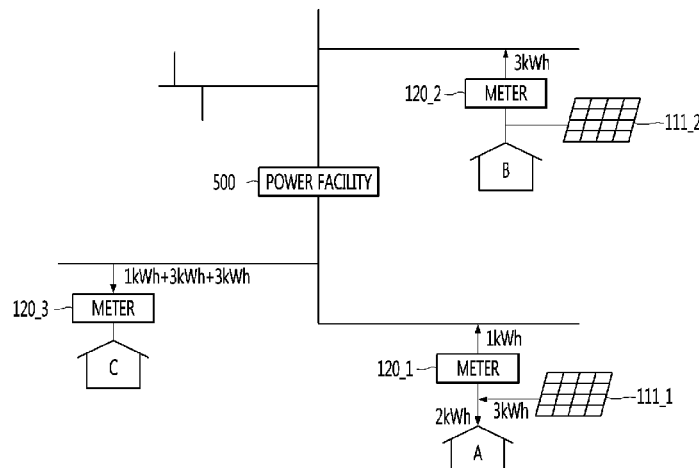 3kWh
120_2
METER
111_2
B
500
POWER FACILITY
1kWh+3kWh+3kWh
120_3
METER
C
1kWh
120_1
METER
2kWh
3kWh
111_1
A